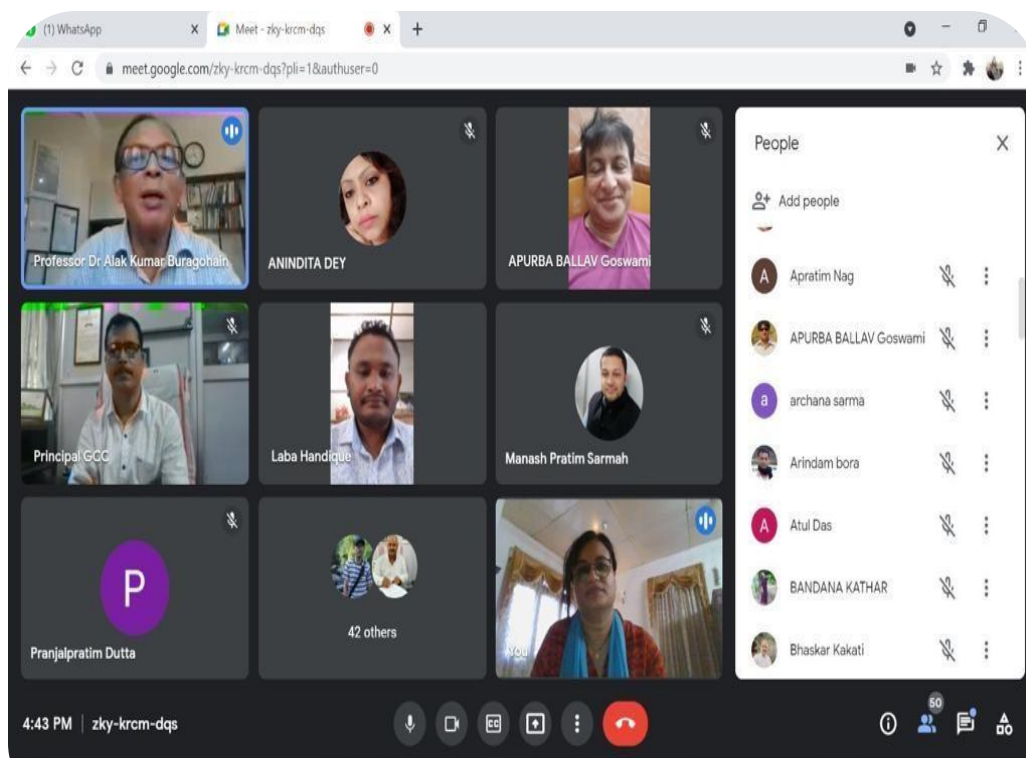 (1) WhatsApp
Meet - zky-krcm-dqs
meet.google.com/zky-krcm-dqs?pli=1&authuser=0
Professor Dr Alak Kumar Buragohain
ANINDITA DEY
APURBA BALLAV Goswami
Principal GCC
Laba Handique
Manash Pratim Sarmah
P
Pranjalpratim Dutta
42 others
You
People
Add people
A Apratim Nag
APURBA BALLAV Goswami
a archana sarma
Arindam bora
A Atul Das
BANDANA KATHAR
Bhaskar Kakati
4:43 PM | zky-krcm-dqs
CC
50